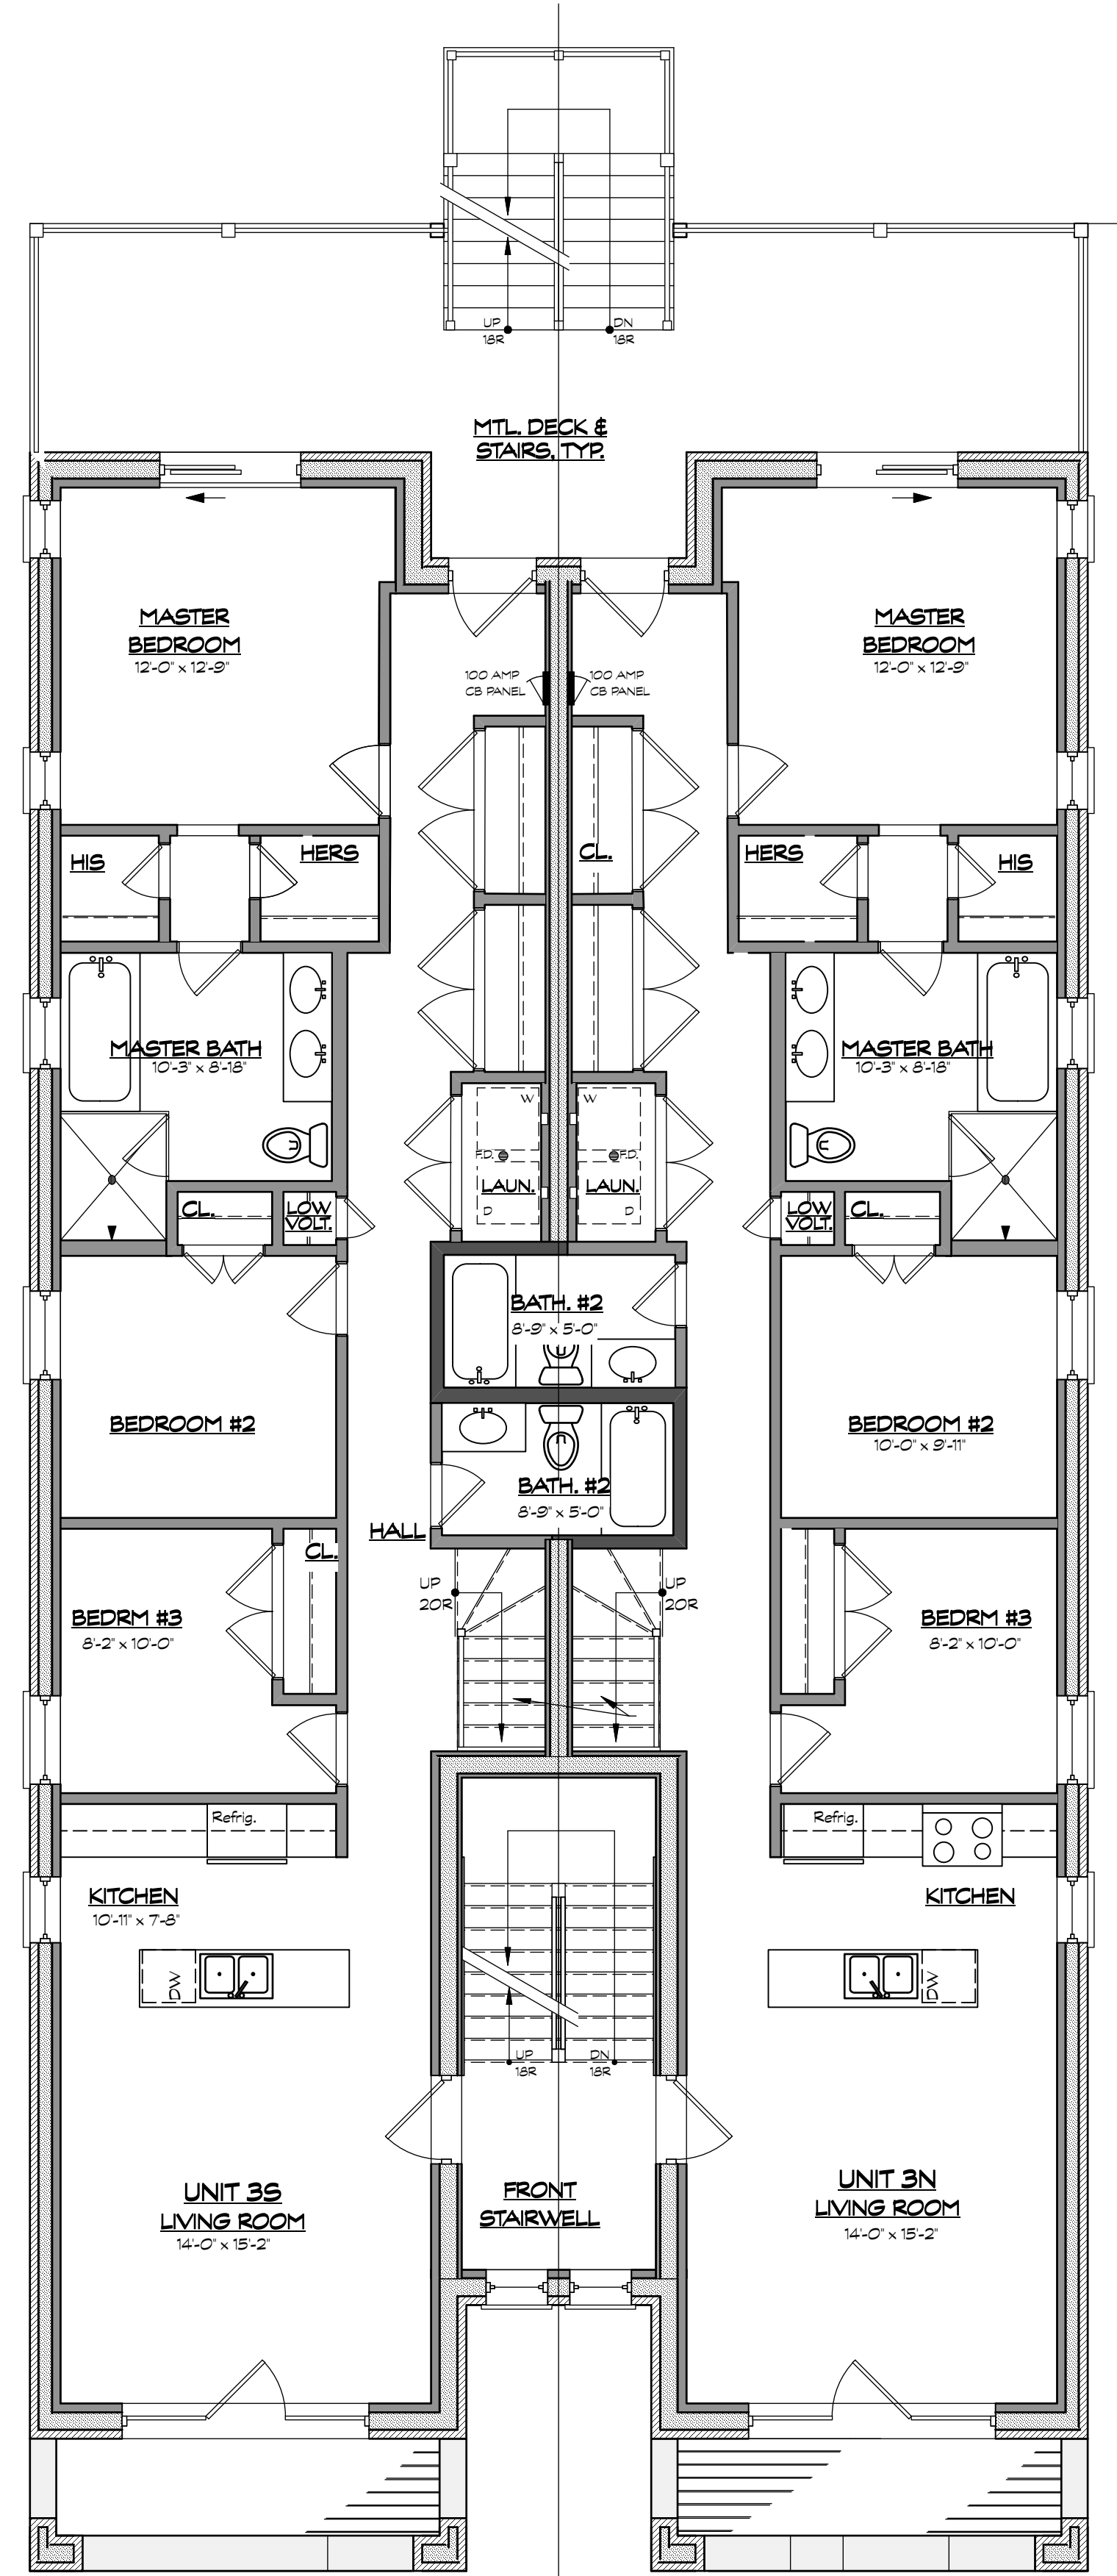 UP
18R
DN
18R
MTL. DECK &
STAIRS, TYP.
MASTER
BEDROOM
12'-0" x 12'-9"
100 AMP
CB PANEL
100 AMP
CB PANEL
MASTER
BEDROOM
12'-0" x 12'-9"
HIS
HERS
CL.
HERS
HIS
MASTER BATH
10'-3" x 8'-18"
MASTER BATH
10'-3" x 8'-18"
W
W
F.D.
F.D.
LAUN.
LAUN.
D
D
CL.
LOW
VOLT.
LOW
VOLT.
CL.
BATH. #2
8'-9" x 5'-0"
BEDROOM #2
BEDROOM #2
10'-0" x 9'-11"
BATH. #2
8'-9" x 5'-0"
HALL
CL.
UP
20R
UP
20R
BEDRM #3
8'-2" x 10'-0"
BEDRM #3
8'-2" x 10'-0"
Refrig.
Refrig.
KITCHEN
10'-11" x 7'-8"
KITCHEN
DW
DW
UP
18R
DN
18R
UNIT 3S
LIVING ROOM
14'-0" x 15'-2"
FRONT
STAIRWELL
UNIT 3N
LIVING ROOM
14'-0" x 15'-2"